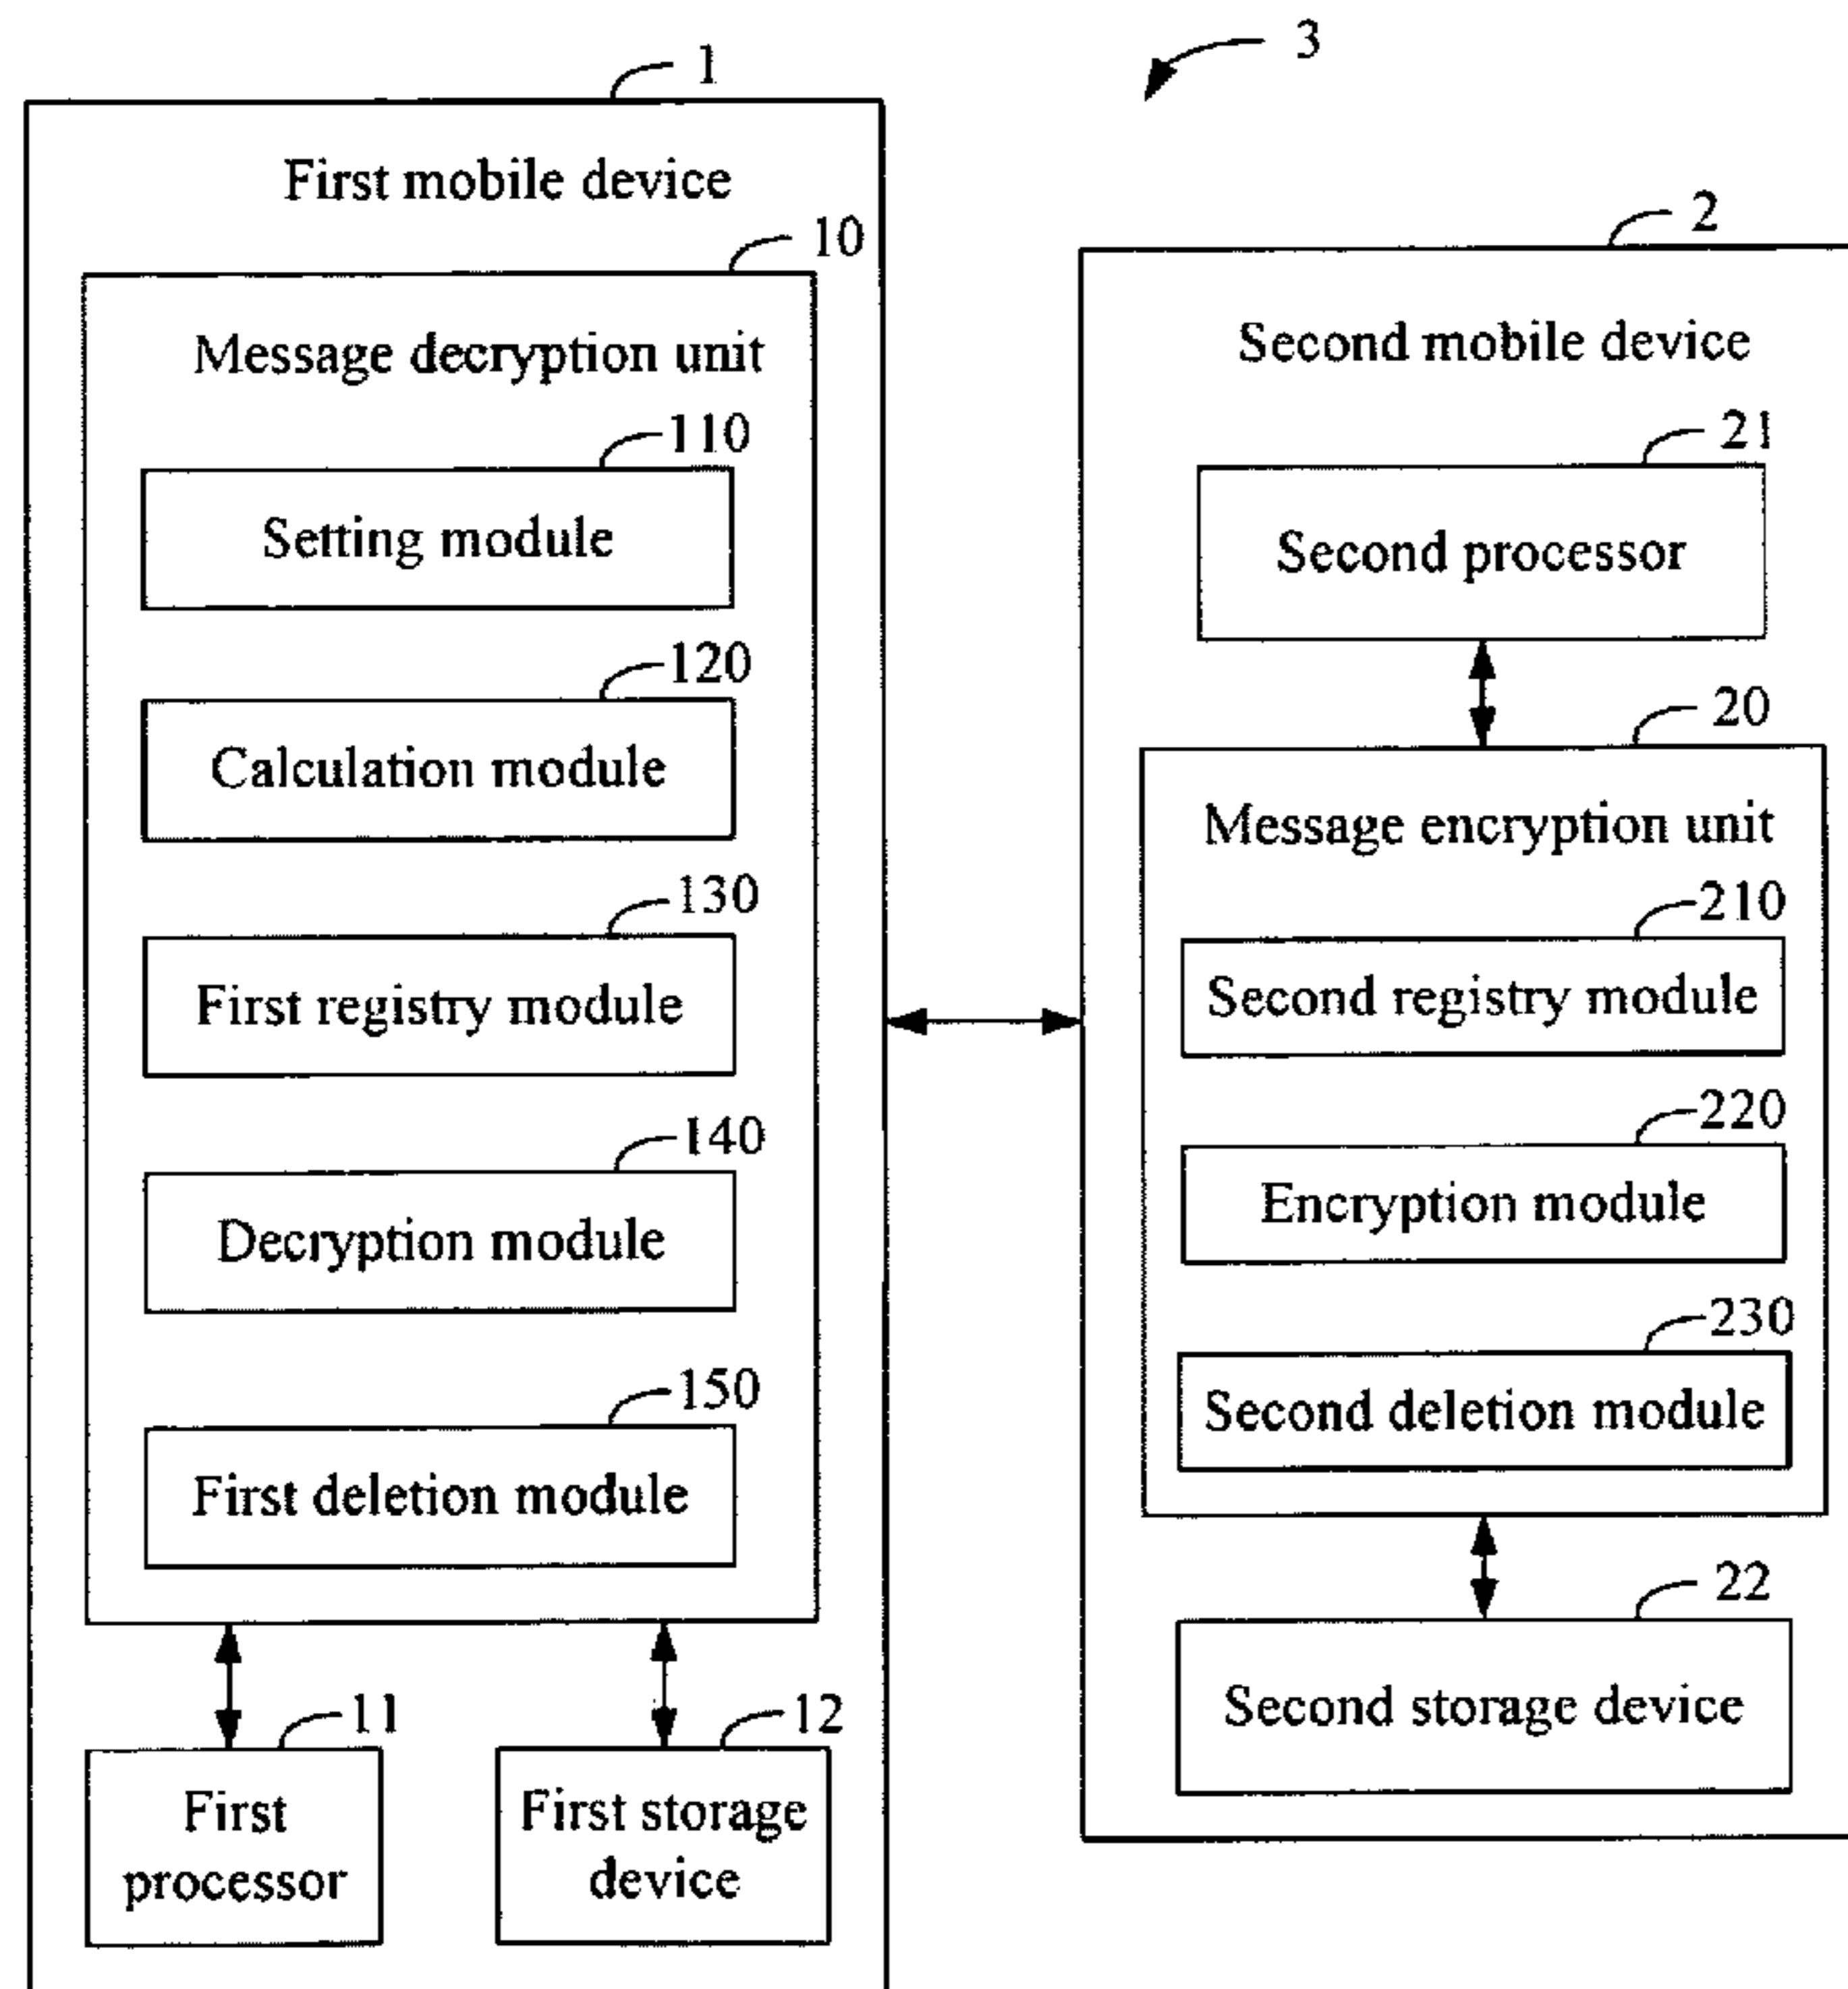 3
1
First mobile device
10
Message decryption unit
110
Setting module
120
Calculation module
130
First registry module
140
Decryption module
150
First deletion module
11
First
processor
12
First storage
device
2
Second mobile device
21
Second processor
20
Message encryption unit
210
Second registry module
220
Encryption module
230
Second deletion module
22
Second storage device